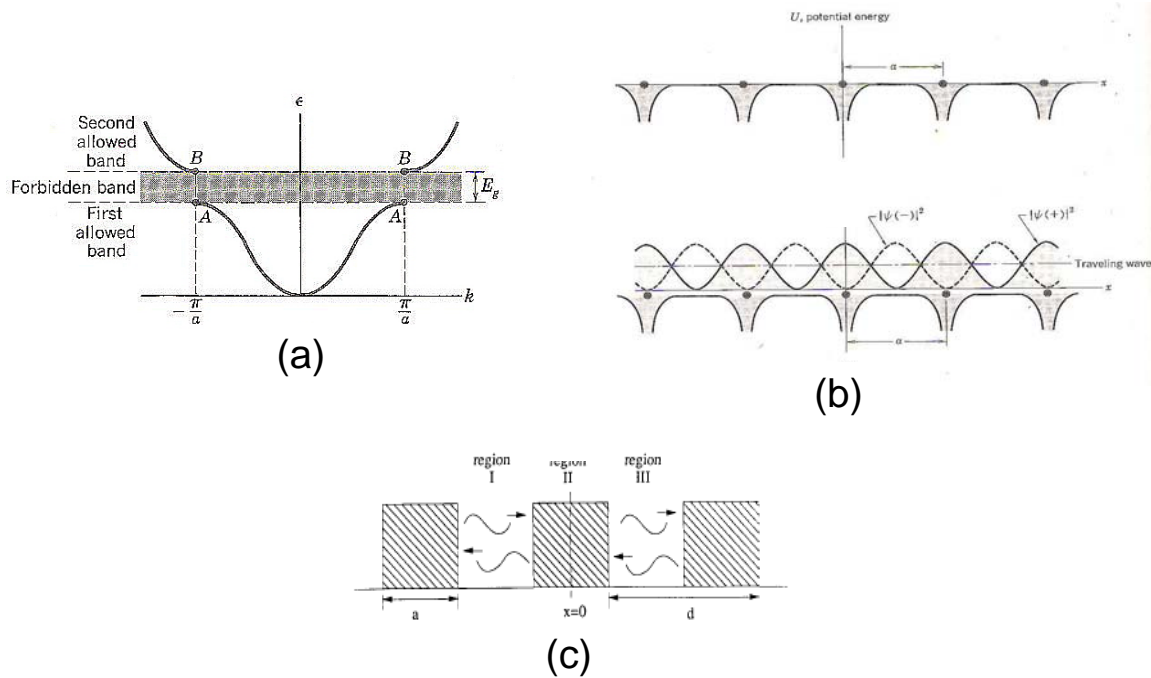 ϵ
Second
allowed
band
B
B
Forbidden band
E_g
First
allowed
band
A
A
k
-π/a
π/a
(a)
U, potential energy
a
x
|ψ(-)|²
|ψ(+)|²
Traveling wave
x
a
(b)
region
I
region
II
region
III
a
x=0
d
(c)